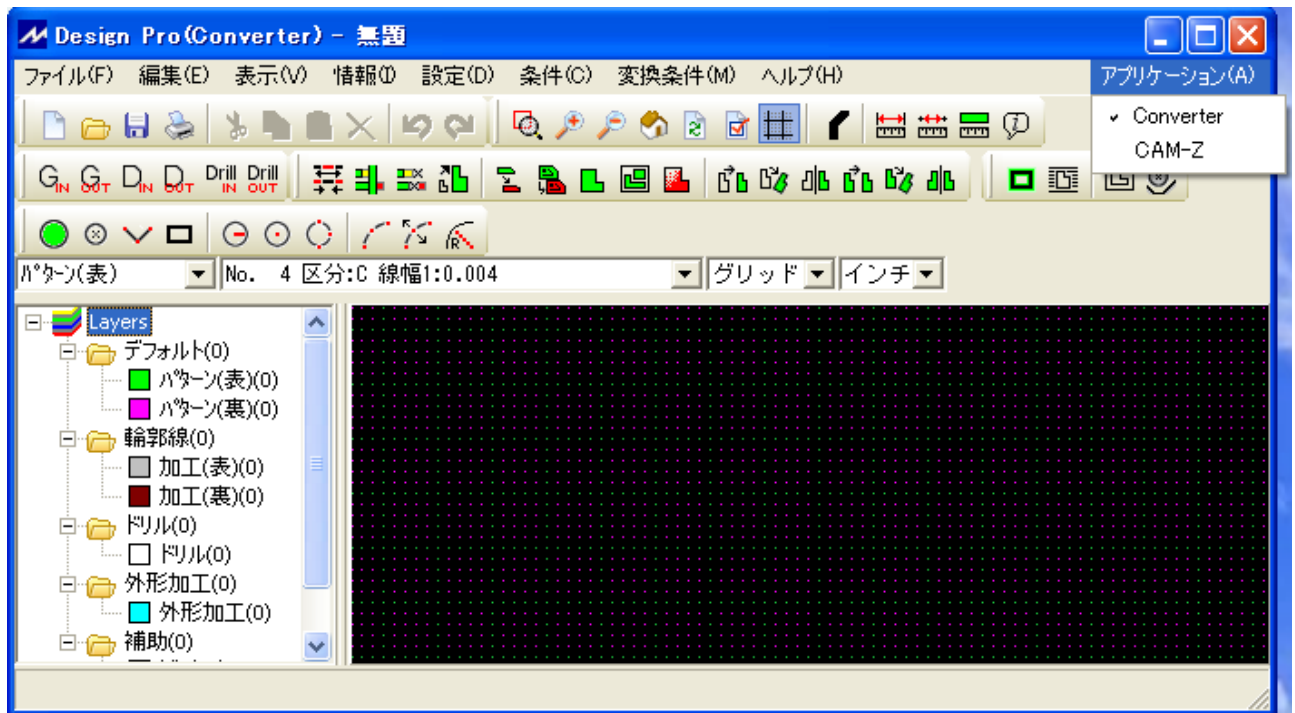 Design Pro(Converter) - 無題
ファイル(F) 編集(E) 表示(V) 情報(I) 設定(D) 条件(C) 変換条件(M) ヘルプ(H) アプリケーション(A)
✓ Converter
CAM-Z
GIN GOUT DIN DOUT Drill IN Drill OUT
パターン(表) No. 4 区分:C 線幅1:0.004 グリッド インチ
Layers
デフォルト(0)
パターン(表)(0)
パターン(裏)(0)
輪郭線(0)
加工(表)(0)
加工(裏)(0)
ドリル(0)
ドリル(0)
外形加工(0)
外形加工(0)
補助(0)